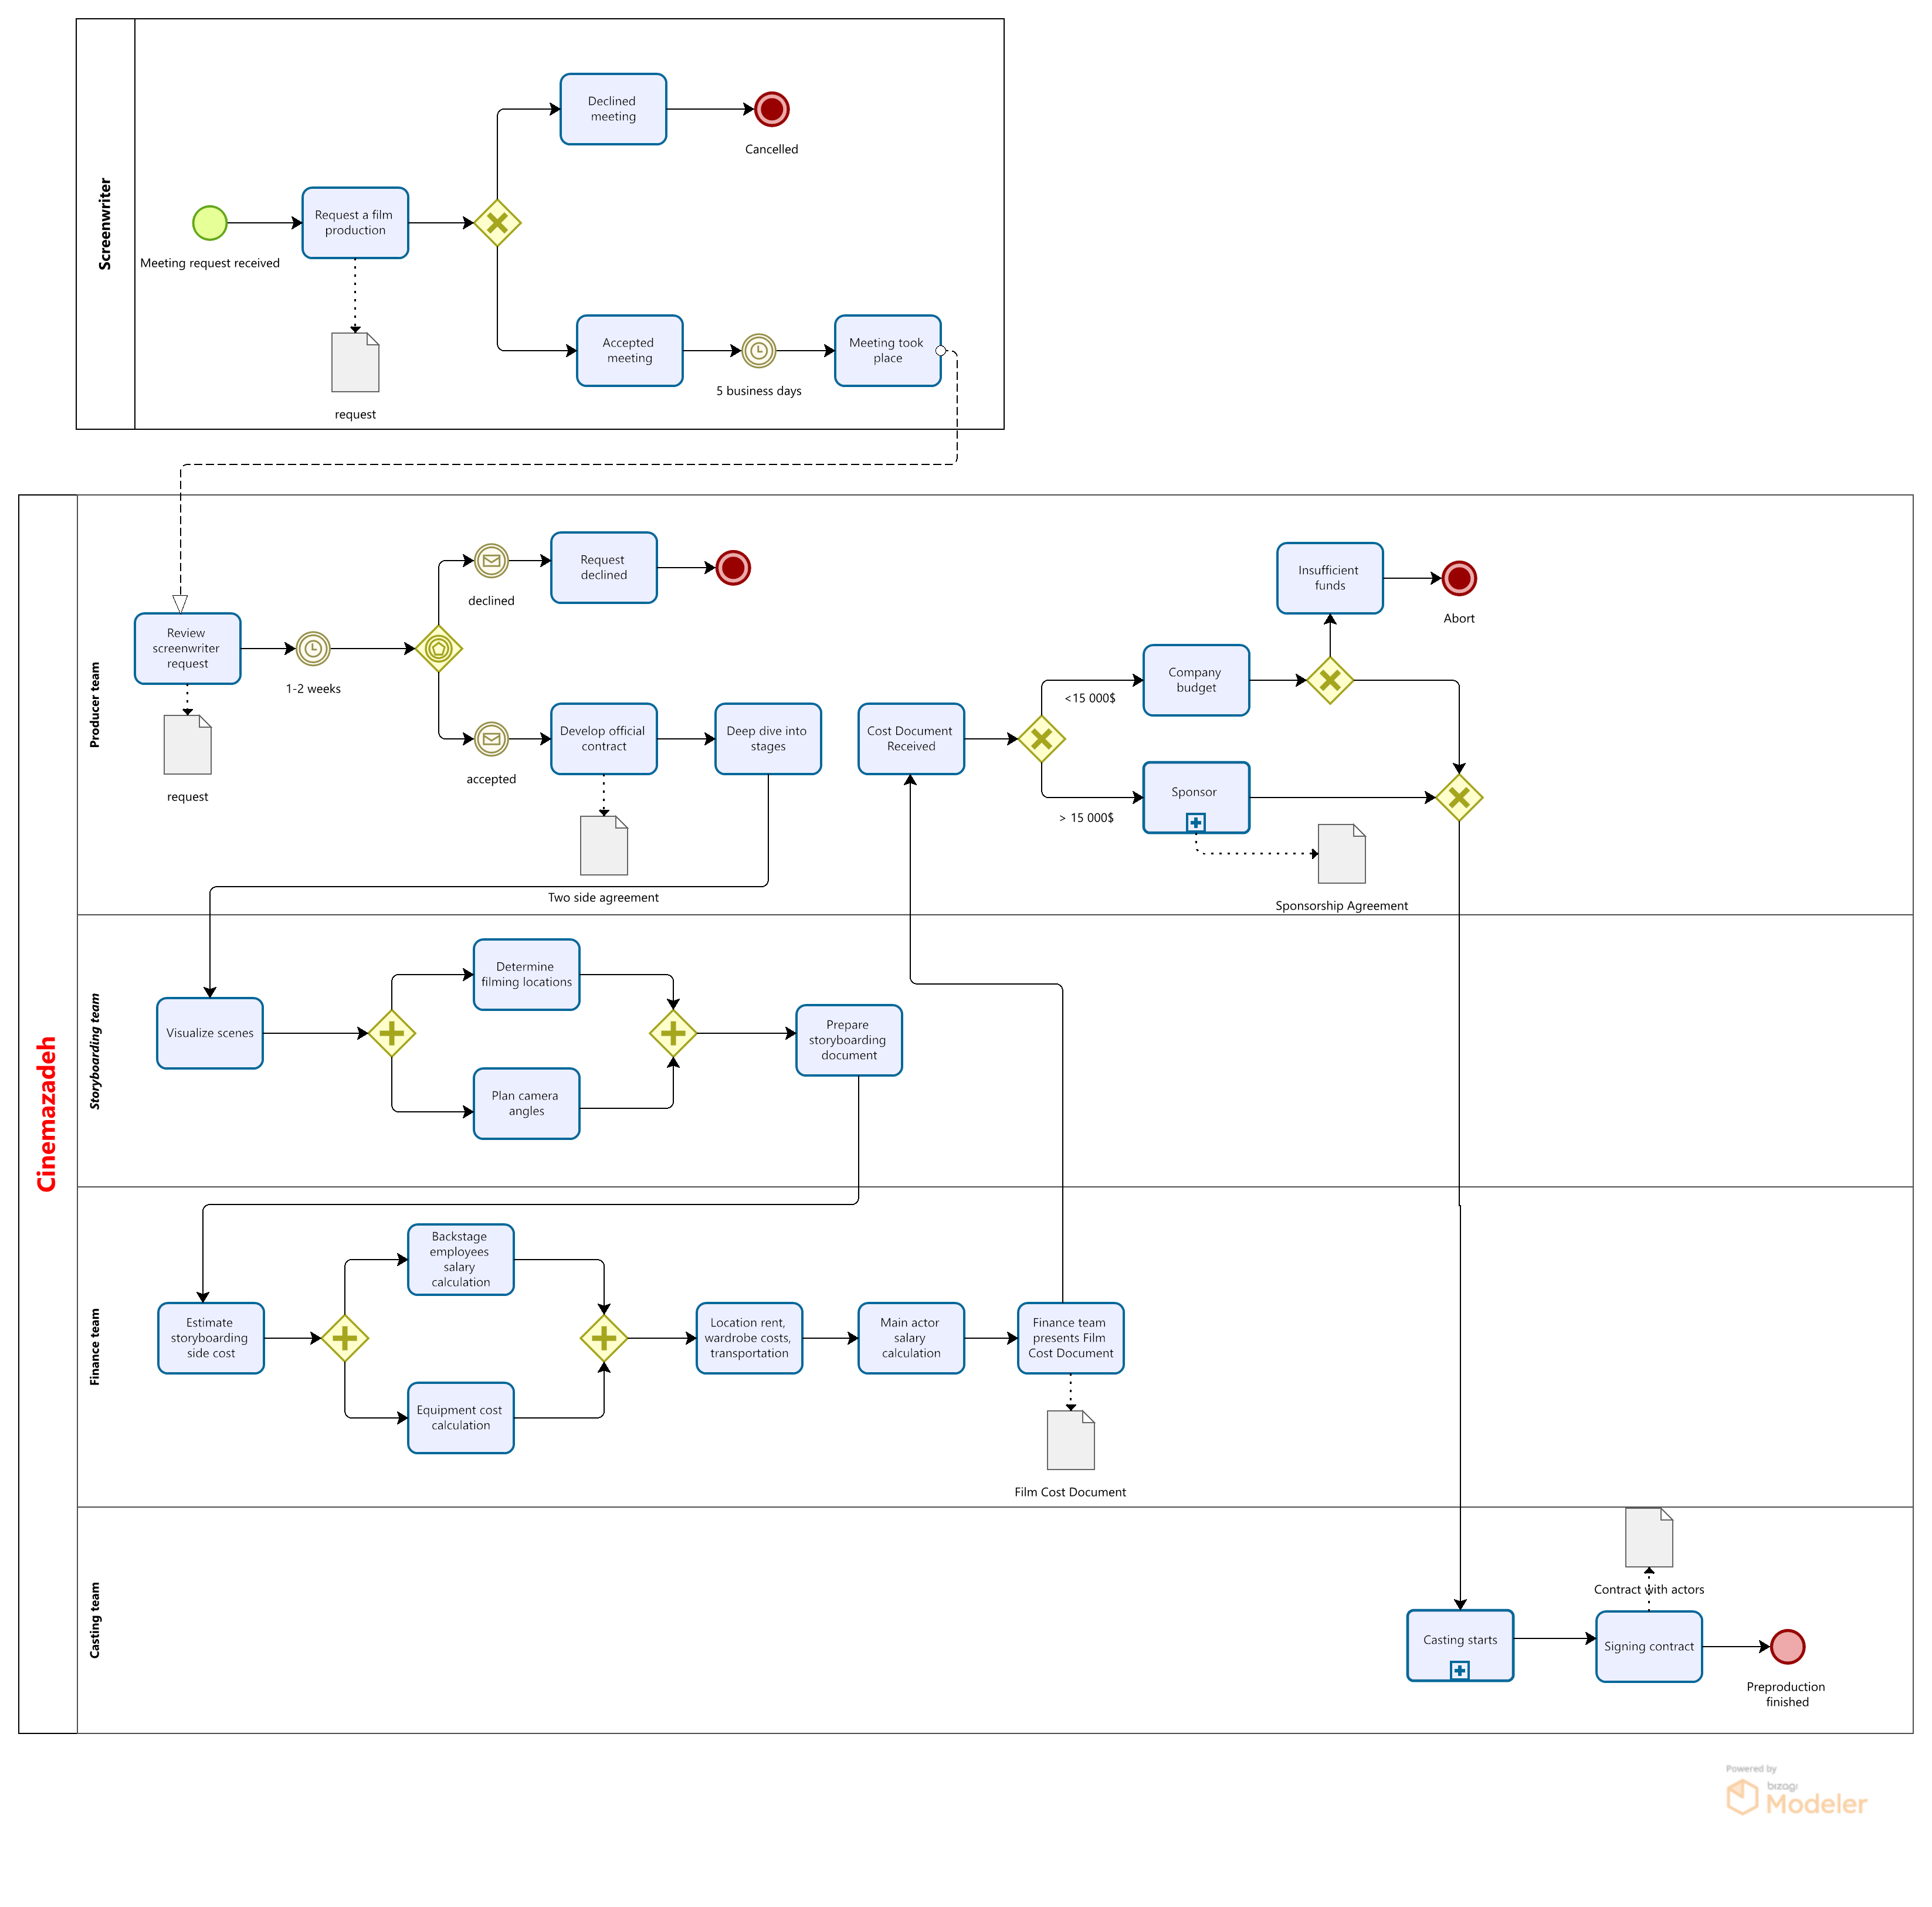 Screenwriter
Declined
meeting
Cancelled
Meeting request received
Request a film
production
request
Accepted
meeting
5 business days
Meeting took
place
Cinemazadeh
Producer team
Review
screenwriter
request
request
1-2 weeks
declined
Request
declined
accepted
Develop official
contract
Two side agreement
Deep dive into
stages
Cost Document
Received
<15 000$
> 15 000$
Company
budget
Insufficient
funds
Abort
Sponsor
Sponsorship Agreement
Storyboarding team
Visualize scenes
Determine
filming locations
Plan camera
angles
Prepare
storyboarding
document
Finance team
Estimate
storyboarding
side cost
Backstage
employees
salary
calculation
Equipment cost
calculation
Location rent,
wardrobe costs,
transportation
Main actor
salary
calculation
Finance team
presents Film
Cost Document
Film Cost Document
Casting team
Casting starts
Contract with actors
Signing contract
Preproduction
finished
Powered by
bizagi
Modeler